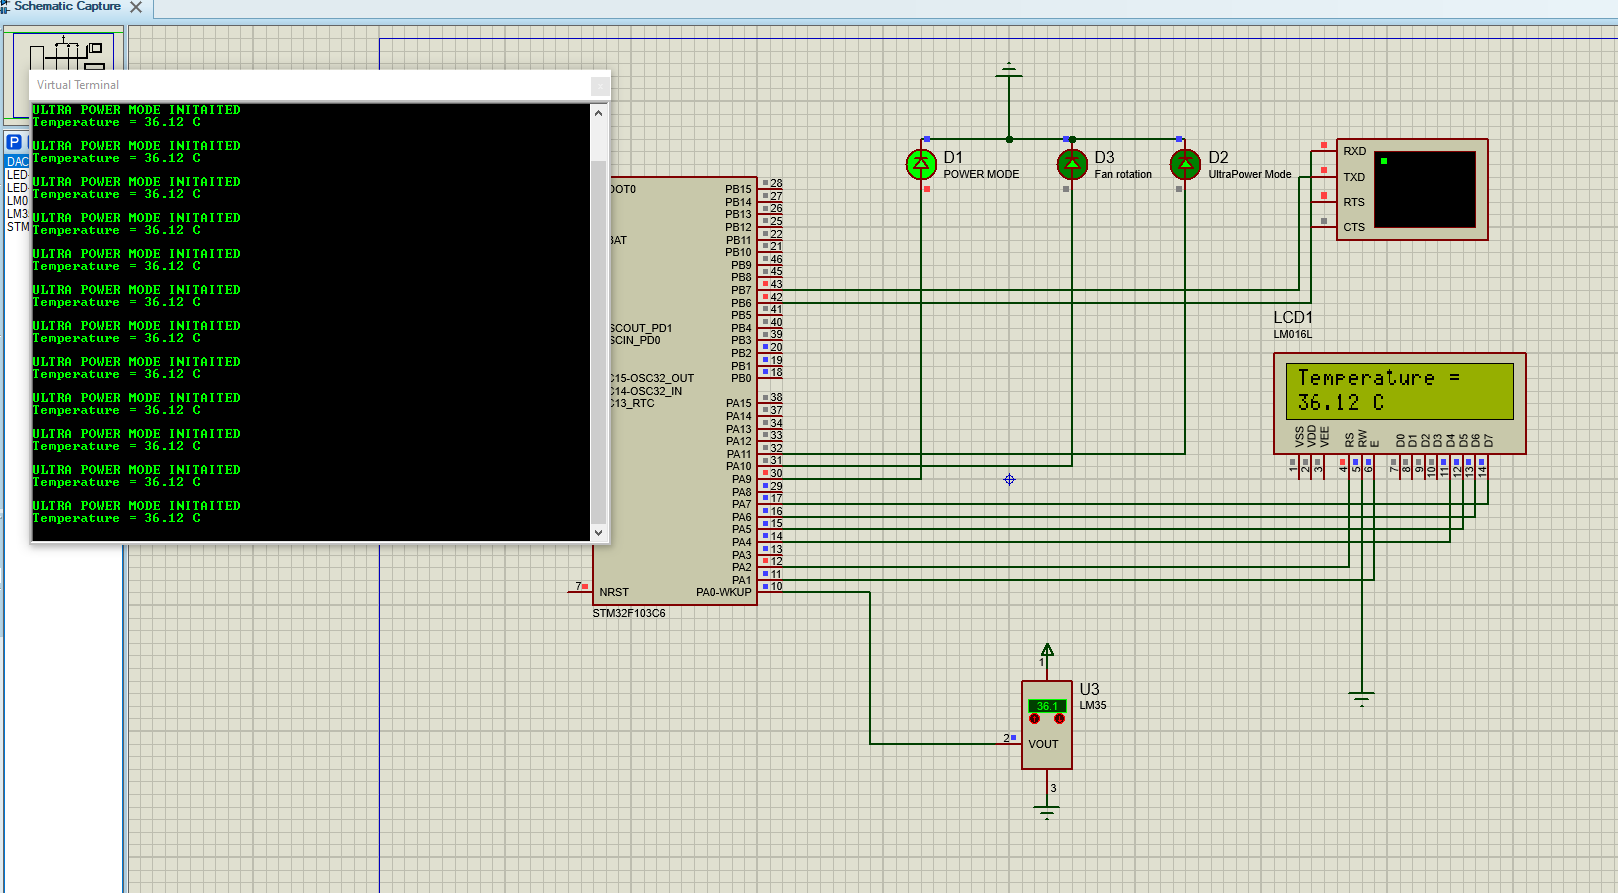 Schematic Capture
Virtual Terminal
ULTRA POWER MODE INITAITED
Temperature = 36.12 C
ULTRA POWER MODE INITAITED
Temperature = 36.12 C
ULTRA POWER MODE INITAITED
Temperature = 36.12 C
ULTRA POWER MODE INITAITED
Temperature = 36.12 C
ULTRA POWER MODE INITAITED
Temperature = 36.12 C
ULTRA POWER MODE INITAITED
Temperature = 36.12 C
ULTRA POWER MODE INITAITED
Temperature = 36.12 C
ULTRA POWER MODE INITAITED
Temperature = 36.12 C
ULTRA POWER MODE INITAITED
Temperature = 36.12 C
ULTRA POWER MODE INITAITED
Temperature = 36.12 C
ULTRA POWER MODE INITAITED
Temperature = 36.12 C
ULTRA POWER MODE INITAITED
Temperature = 36.12 C
P
DAC
LED
LED
LM0
LM3
STM
OOT0
BAT
SCOUT_PD1
SCIN_PD0
C15-OSC32_OUT
C14-OSC32_IN
C13_RTC
7
NRST
STM32F103C6
PB15 28
PB14 27
PB13 26
PB12 25
PB11 22
PB10 21
PB9 46
PB8 45
PB7 43
PB6 42
PB5 41
PB4 40
PB3 39
PB2 20
PB1 19
PB0 18
PA15 38
PA14 37
PA13 34
PA12 33
PA11 32
PA10 31
PA9 30
PA8 29
PA7 17
PA6 16
PA5 15
PA4 14
PA3 13
PA2 12
PA1 11
PA0-WKUP 10
D1
POWER MODE
D3
Fan rotation
D2
UltraPower Mode
RXD
TXD
RTS
CTS
LCD1
LM016L
Temperature =
36.12 C
VSS VDD VEE RS RW E D0 D1 D2 D3 D4 D5 D6 D7
1 2 3 4 5 6 7 8 9 10 11 12 13 14
1
U3
LM35
36.1
1
2
VOUT
3